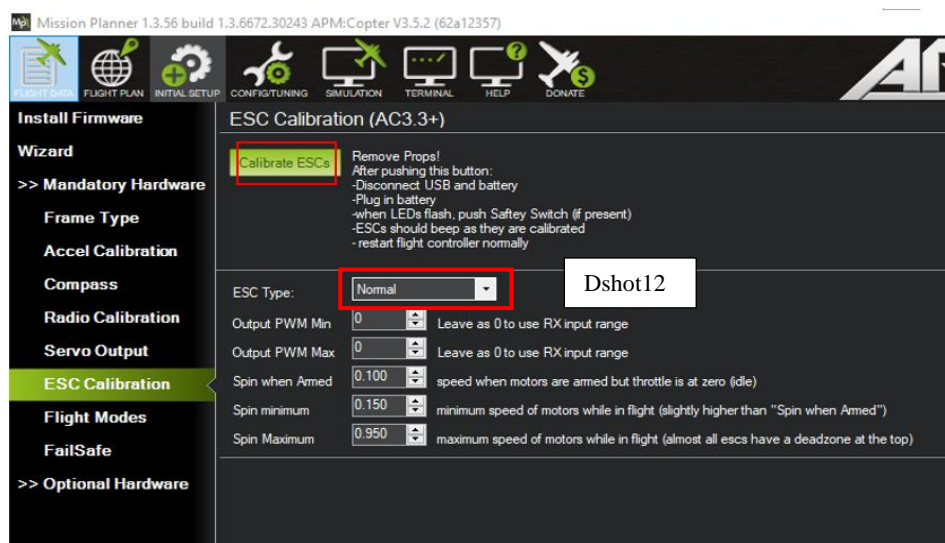 Mission Planner 1.3.56 build 1.3.6672.30243 APM:Copter V3.5.2 (62a12357)
FLIGHT DATA FLIGHT PLAN INITIAL SETUP CONFIG/TUNING SIMULATION TERMINAL HELP DONATE
Install Firmware
Wizard
>> Mandatory Hardware
Frame Type
Accel Calibration
Compass
Radio Calibration
Servo Output
ESC Calibration
Flight Modes
FailSafe
>> Optional Hardware
ESC Calibration (AC3.3+)
Calibrate ESCs
Remove Props!
After pushing this button:
-Disconnect USB and battery
-Plug in battery
-when LEDs flash, push Saftey Switch (if present)
-ESCs should beep as they are calibrated
- restart flight controller normally
ESC Type: Normal
Dshot12
Output PWM Min 0 Leave as 0 to use RX input range
Output PWM Max 0 Leave as 0 to use RX input range
Spin when Armed 0.100 speed when motors are armed but throttle is at zero (idle)
Spin minimum 0.150 minimum speed of motors while in flight (slightly higher than "Spin when Armed")
Spin Maximum 0.950 maximum speed of motors while in flight (almost all escs have a deadzone at the top)